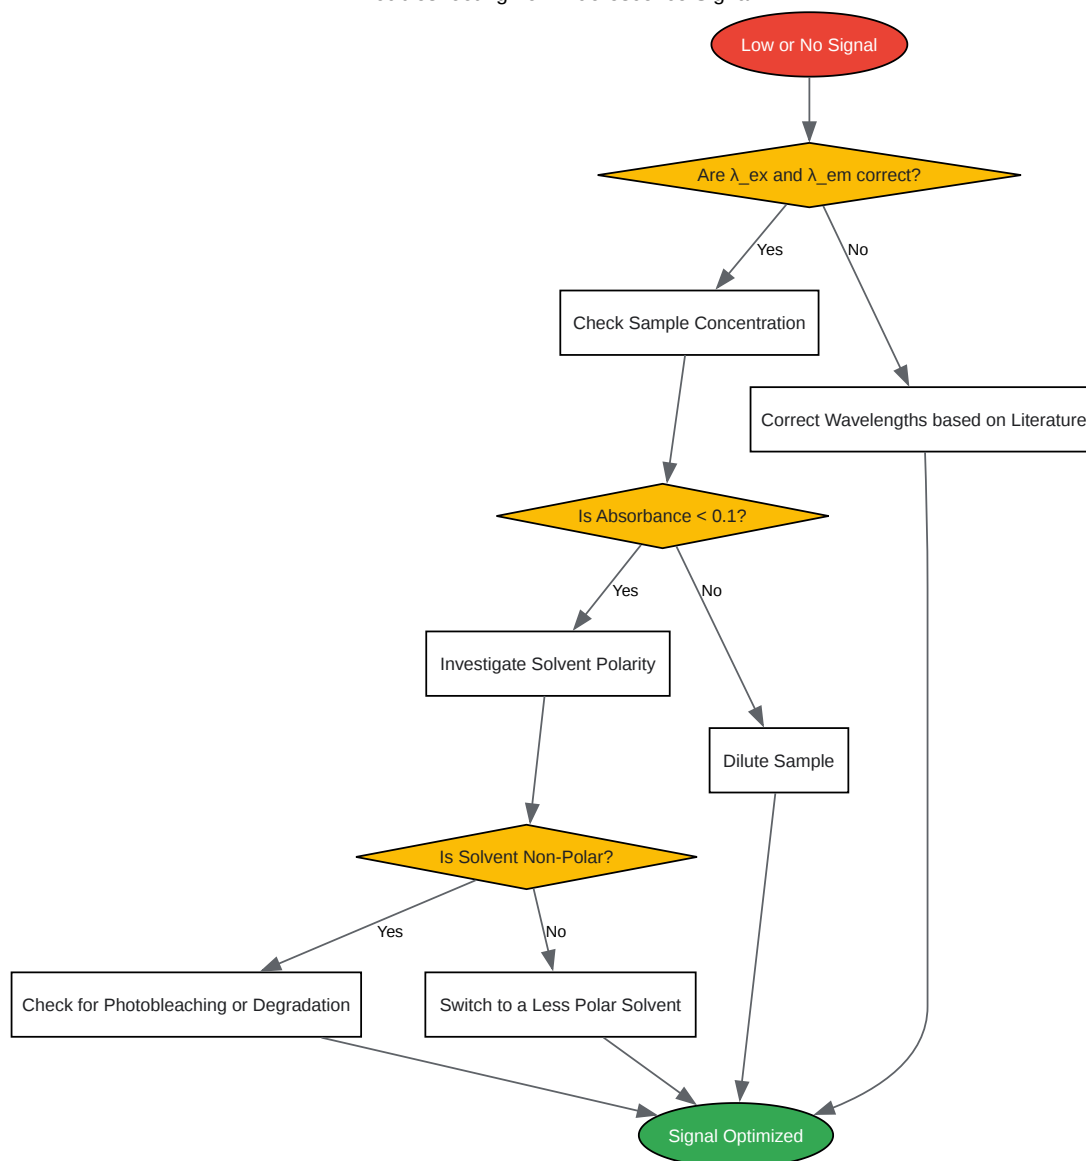 Low or No Signal
Are λ_ex and λ_em correct?
Yes
No
Check Sample Concentration
Correct Wavelengths based on Literature
Is Absorbance < 0.1?
Yes
No
Investigate Solvent Polarity
Dilute Sample
Is Solvent Non-Polar?
Yes
No
Check for Photobleaching or Degradation
Switch to a Less Polar Solvent
Signal Optimized